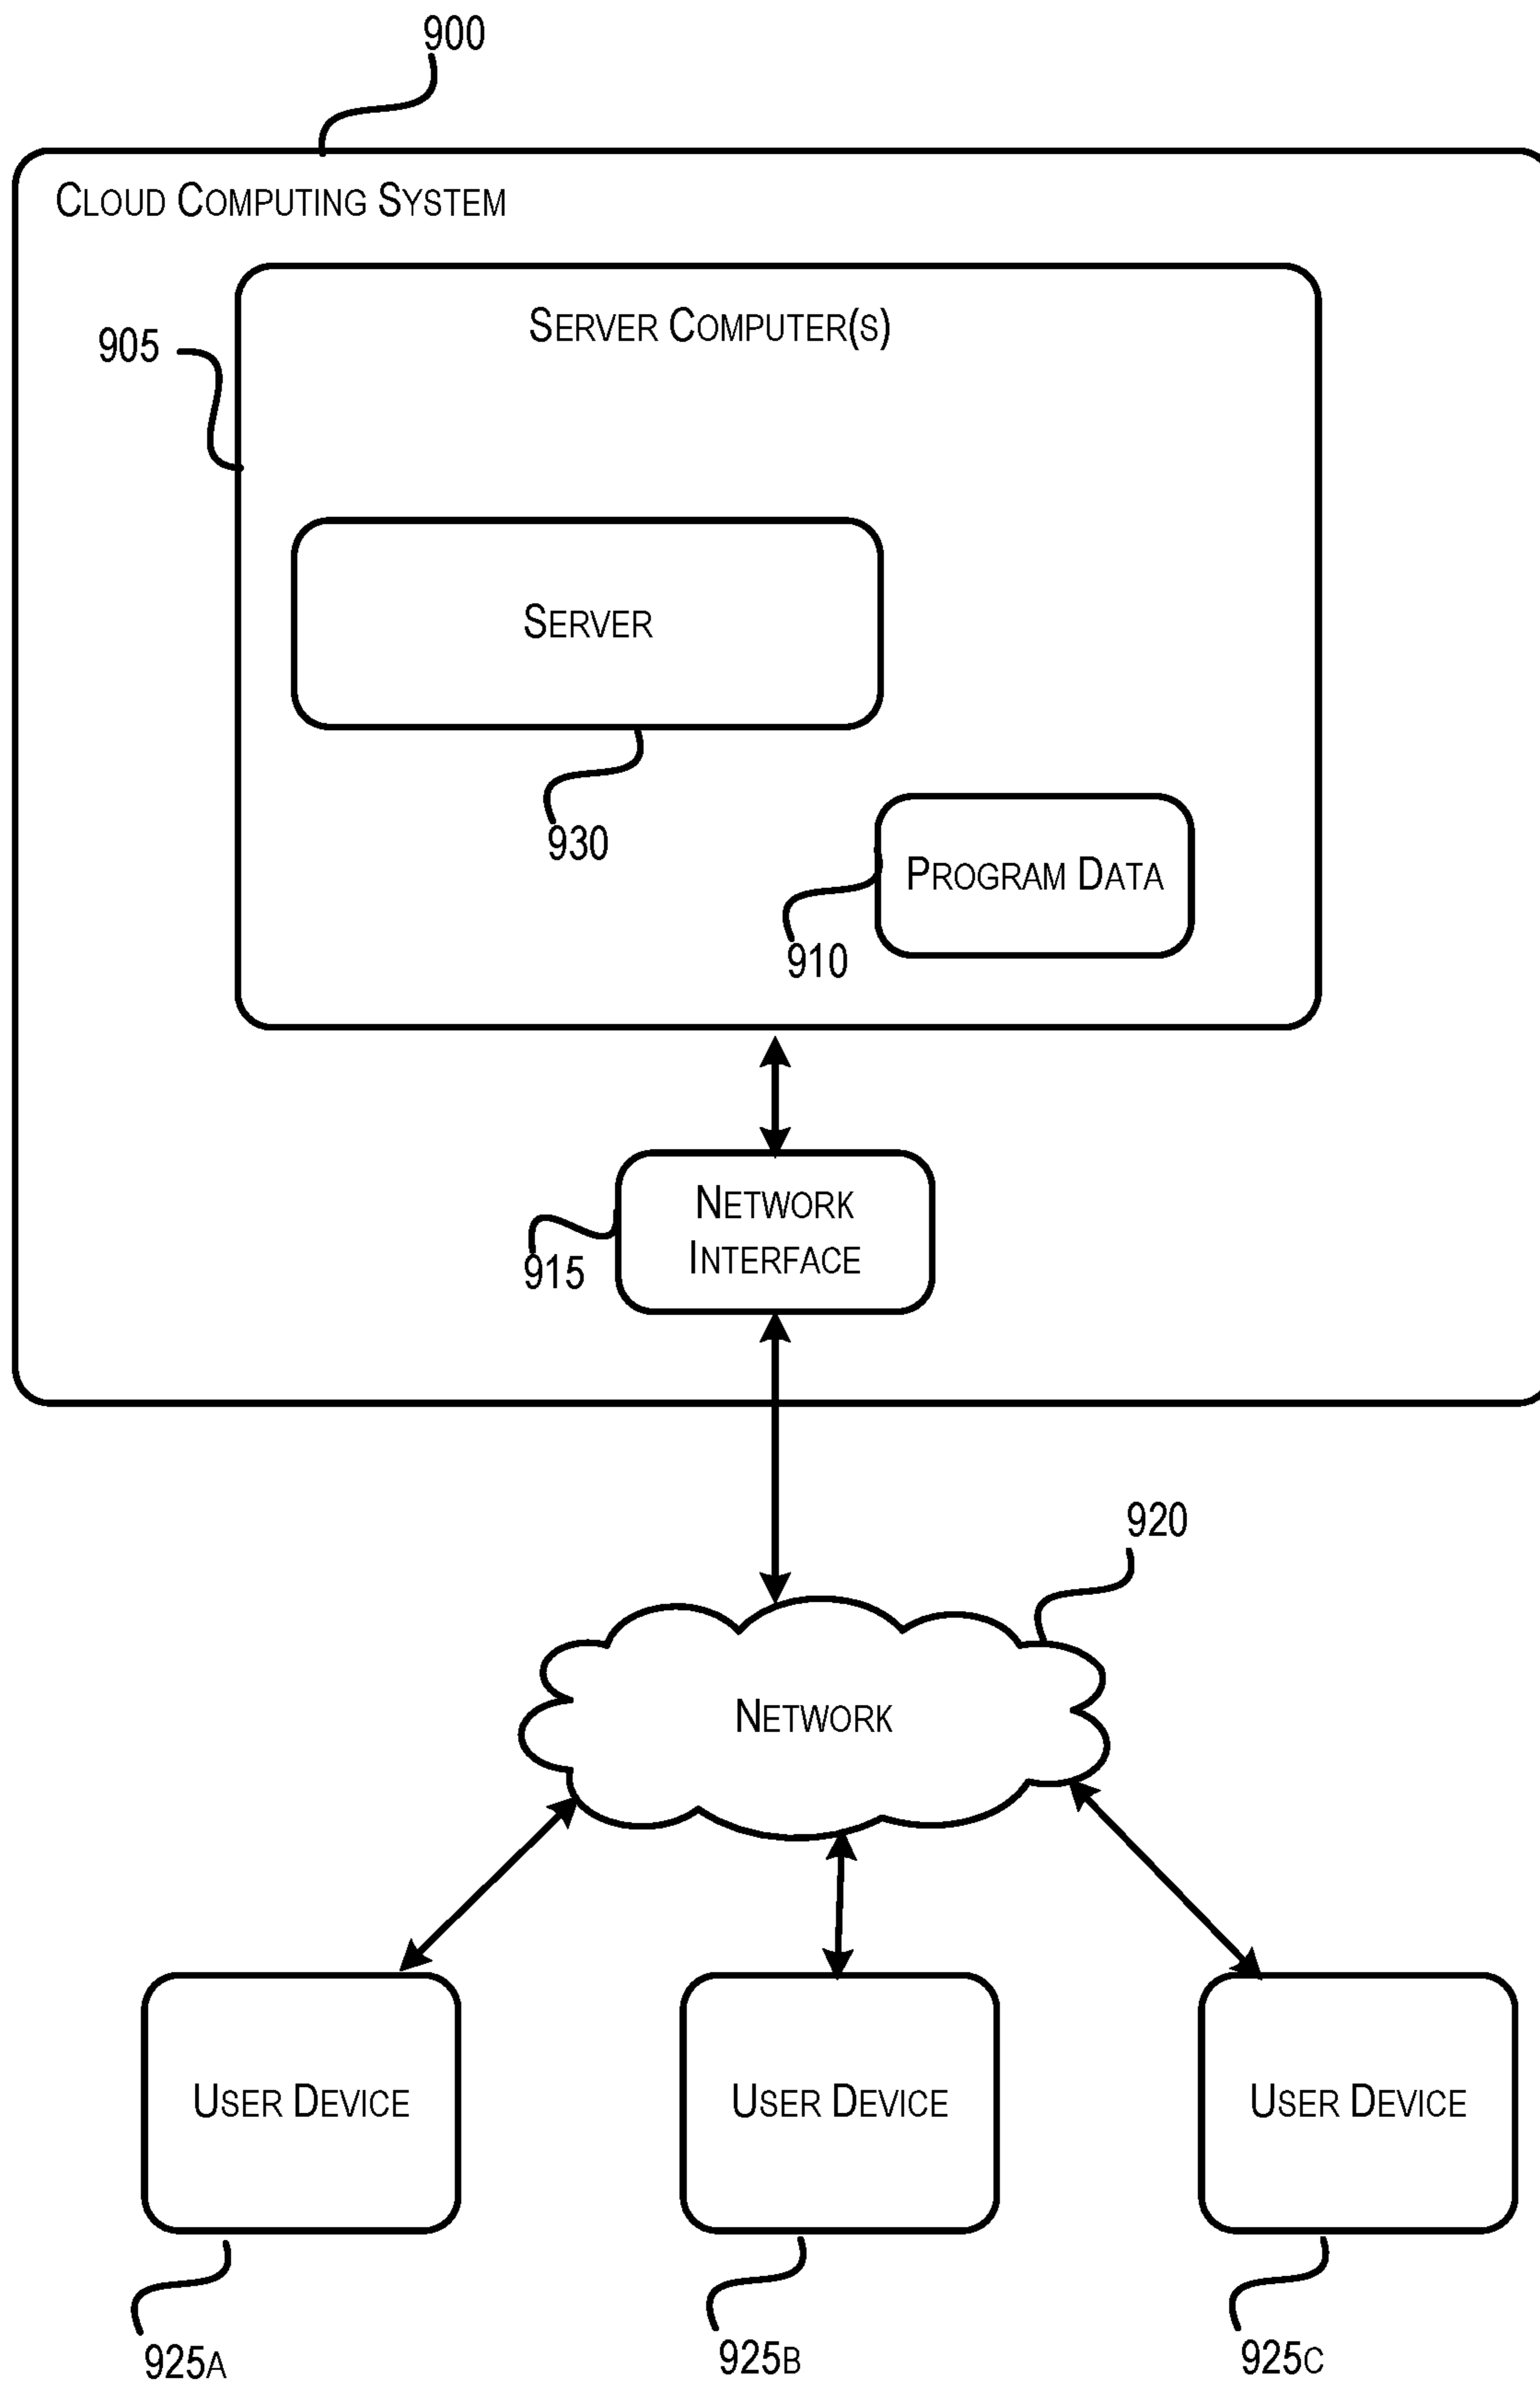 900
CLOUD COMPUTING SYSTEM
SERVER COMPUTER(S)
905
SERVER
930
PROGRAM DATA
910
NETWORK
INTERFACE
915
920
NETWORK
USER DEVICE USER DEVICE USER DEVICE
925A 925B 925C